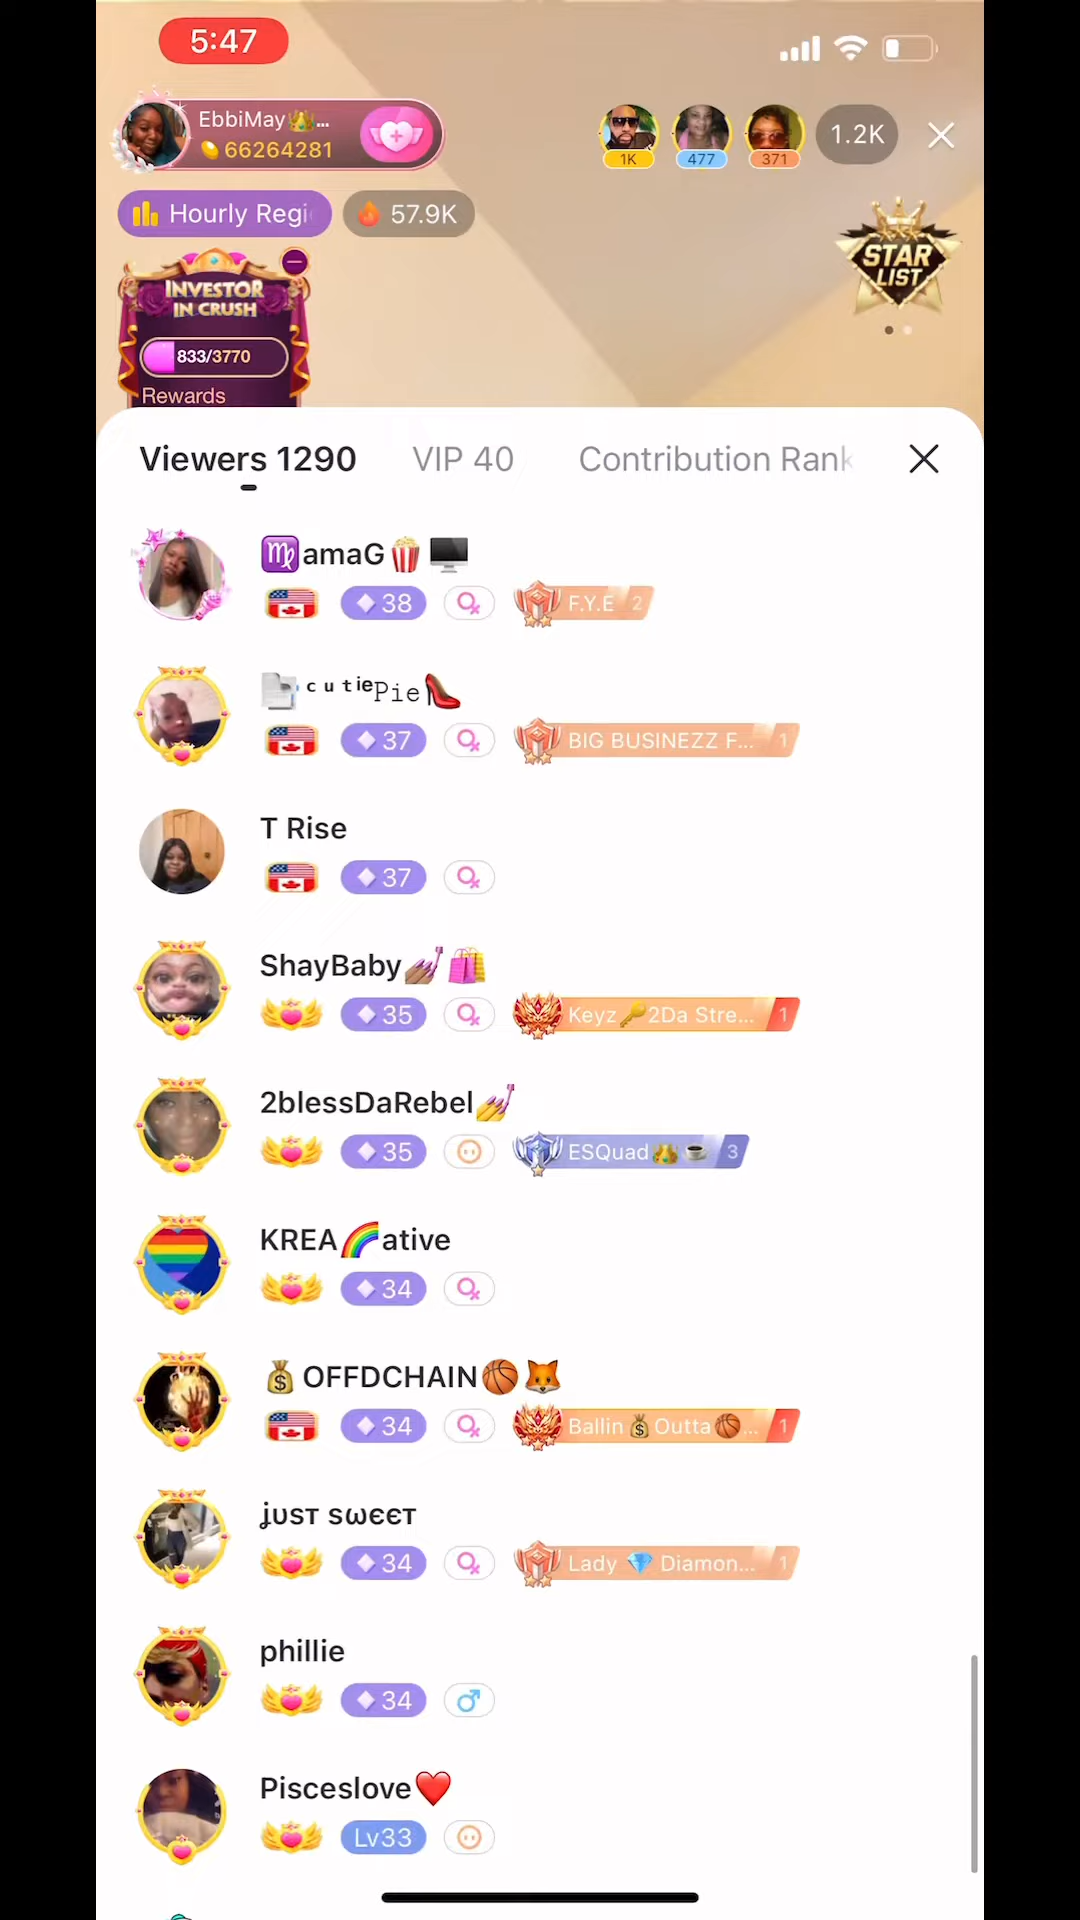 5:47
EbbiMay👑...
66264281
1K
477
371
1.2K
Hourly Regi
57.9K
STAR
LIST
INVESTOR
IN CRUSH
833/3770
Rewards
Viewers 1290
VIP 40
Contribution Rank
♍amaG🍿🖥️
38
F.Y.E 2
ᶜᵘᵗⁱᵉPie👠
37
BIG BUSINEZZ F... 1
T Rise
37
ShayBaby💅🏽🛍️
35
Keyz🔑2Da Stre... 1
2blessDaRebel💅
35
ESQuad👑☕ 3
KREA🌈ative
34
💰OFFDCHAIN🏀🦊
34
Ballin💰Outta🏀... 1
ʝυѕт ѕωєєт
34
Lady 💎 Diamon... 1
phillie
34
Pisceslove❤️
Lv33